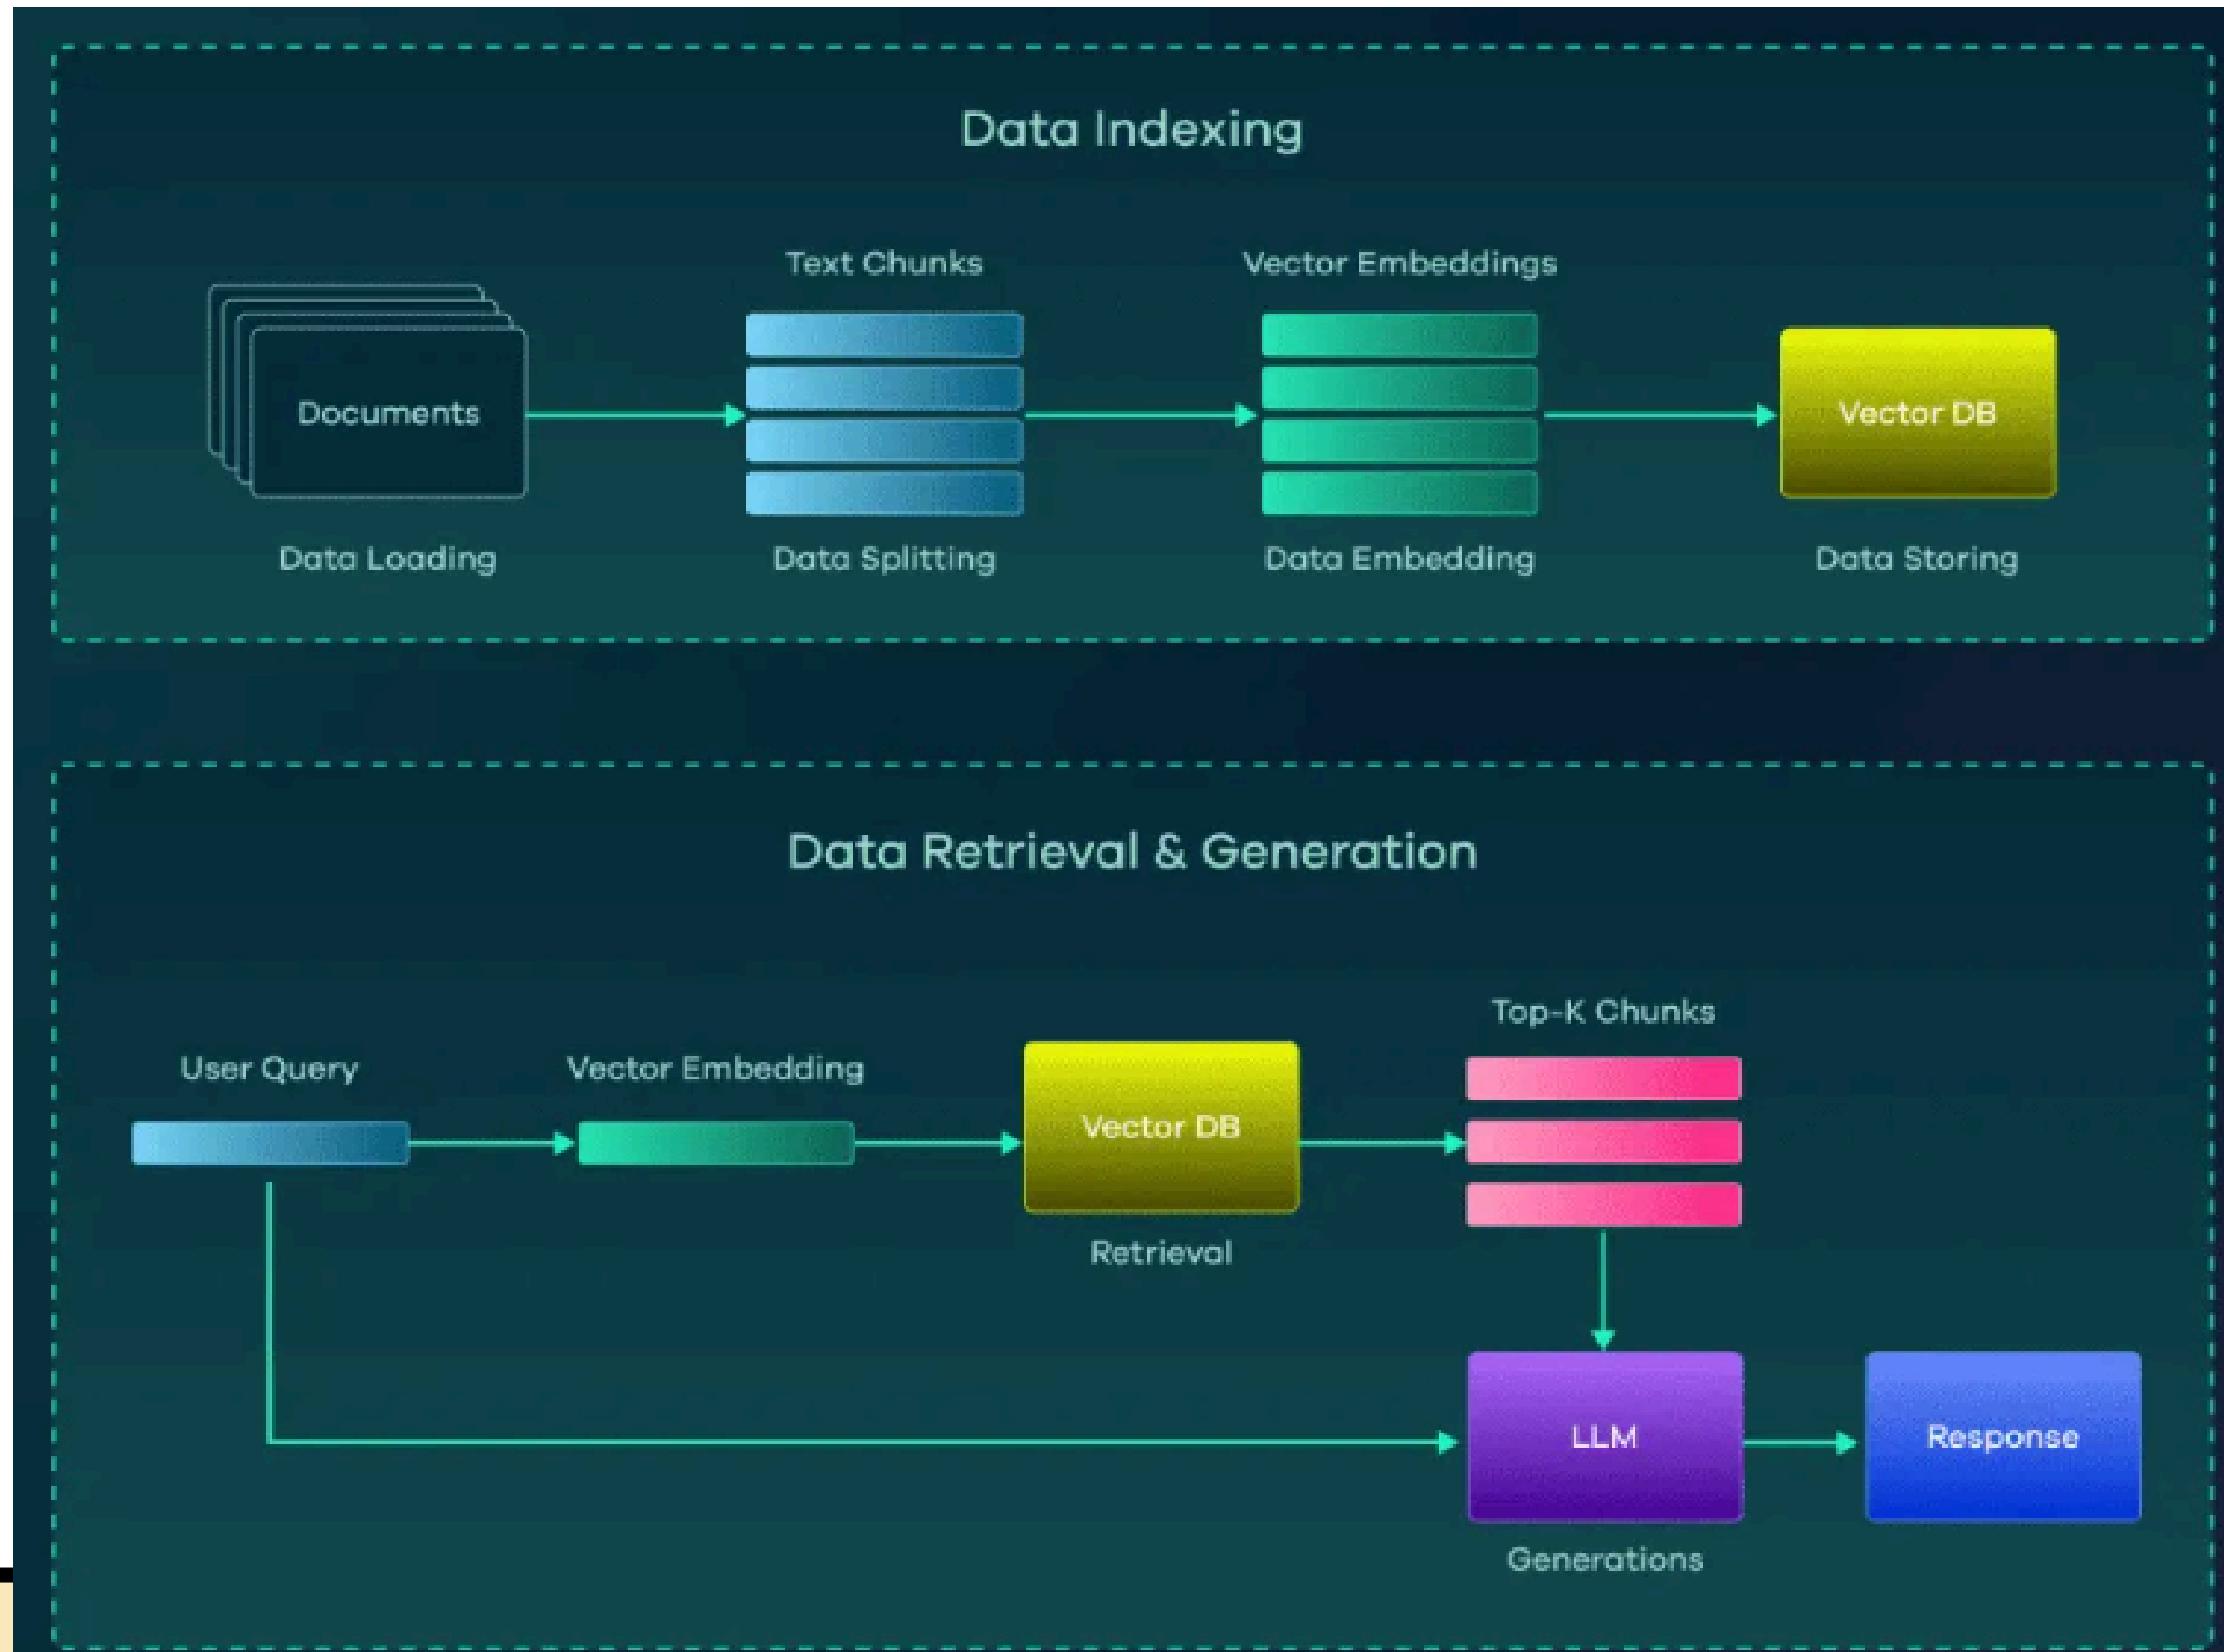 Data Indexing
Text Chunks
Vector Embeddings
Documents
Vector DB
Data Loading
Data Splitting
Data Embedding
Data Storing
Data Retrieval & Generation
Top-K Chunks
User Query
Vector Embedding
Vector DB
Retrieval
LLM
Response
Generations